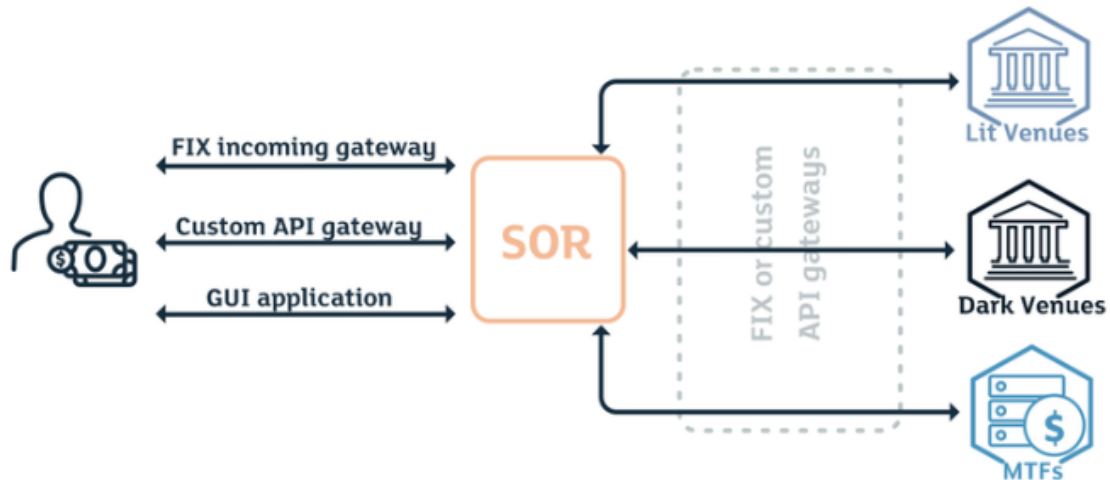 FIX incoming gateway
Custom API gateway
GUI application
$
SOR
FIX or custom
API gateways
Lit Venues
Dark Venues
$
MTFs